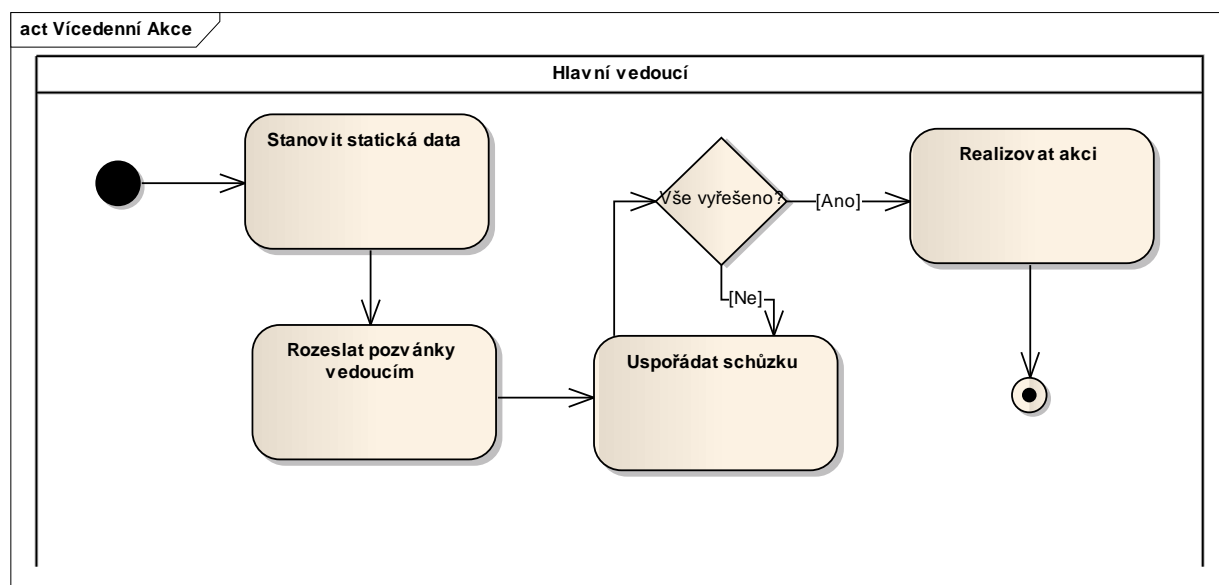 act Vícedenní Akce
Hlavní vedoucí
Stanovit statická data
Vše vyřešeno?
[Ano]
Realizovat akci
[Ne]
Rozeslat pozvánky
vedoucím
Uspořádat schůzku